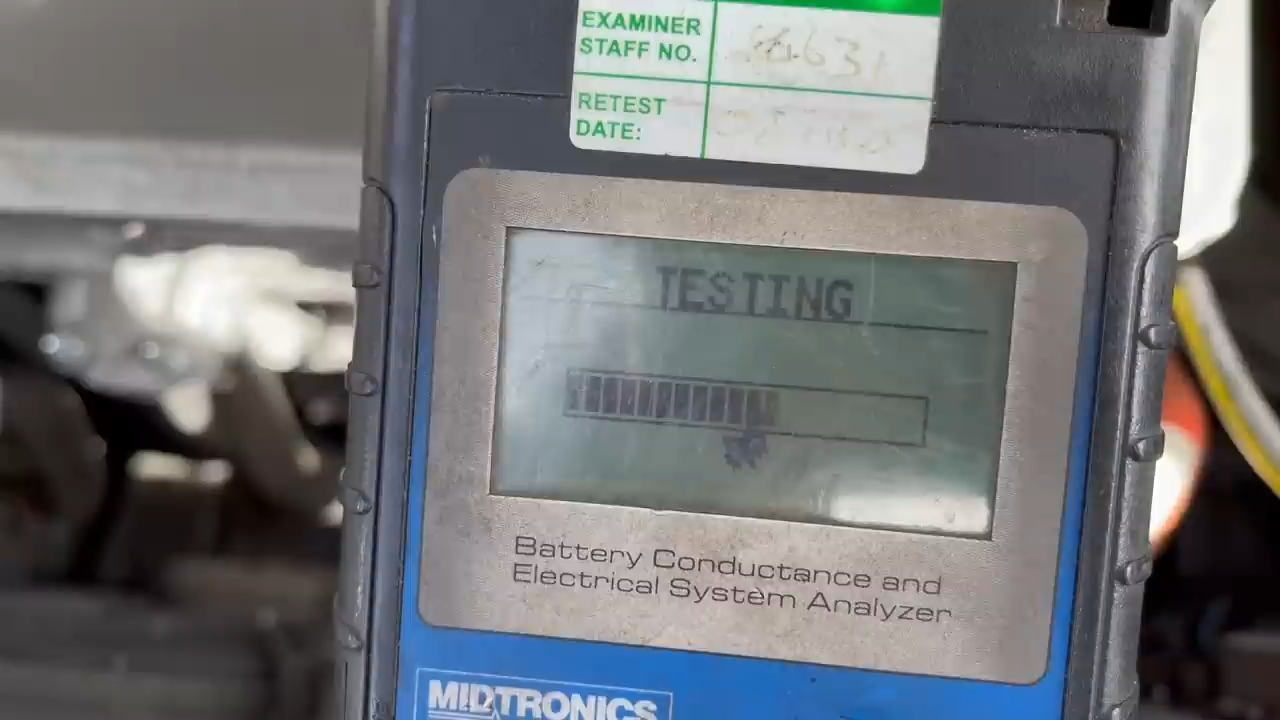 EXAMINER
STAFF NO.
RETEST
DATE:
TESTING
Battery Conductance and
Electrical System Analyzer
MIDTRONICS